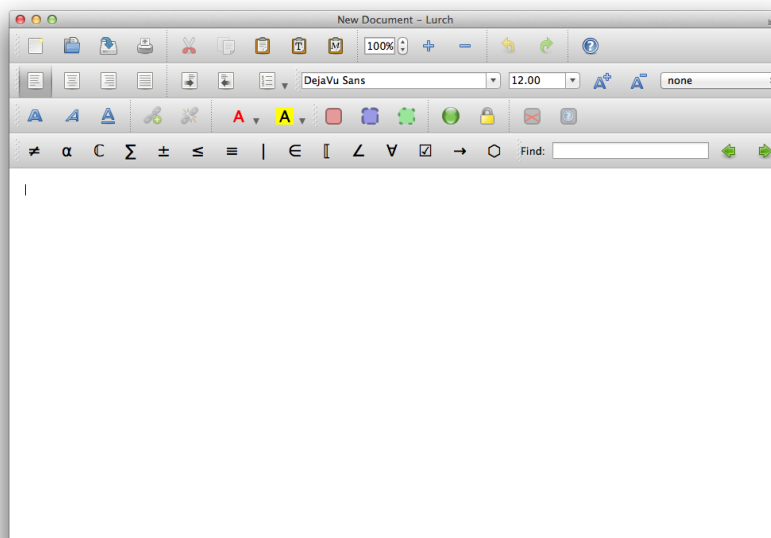 New Document – Lurch
T M 100%
DejaVu Sans 12.00 A A none
A A A A A
≠ α ℂ Σ ± ≤ ≡ | ∈ ⟦ ∠ ∀ ☑ → ⬡ Find: